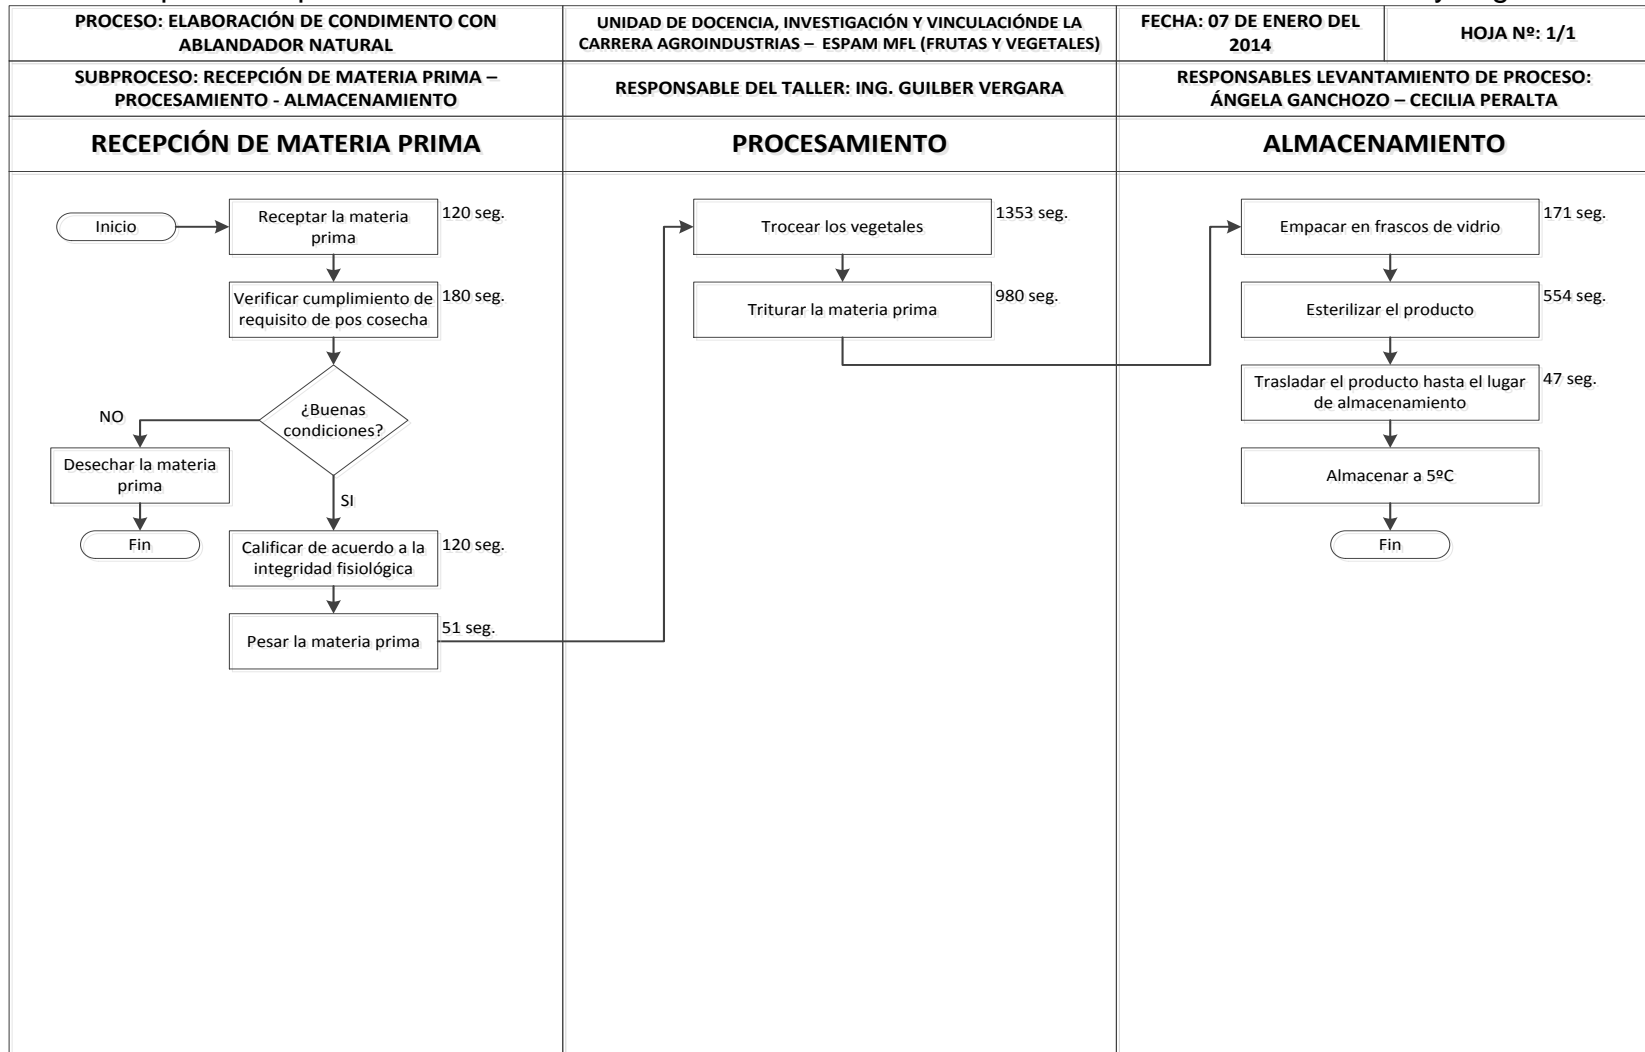 PROCESO: ELABORACIÓN DE CONDIMENTO CON
ABLANDADOR NATURAL
UNIDAD DE DOCENCIA, INVESTIGACIÓN Y VINCULACIÓNDE LA
CARRERA AGROINDUSTRIAS – ESPAM MFL (FRUTAS Y VEGETALES)
FECHA: 07 DE ENERO DEL
2014
HOJA Nº: 1/1
SUBPROCESO: RECEPCIÓN DE MATERIA PRIMA –
PROCESAMIENTO - ALMACENAMIENTO
RESPONSABLE DEL TALLER: ING. GUILBER VERGARA
RESPONSABLES LEVANTAMIENTO DE PROCESO:
ÁNGELA GANCHOZO – CECILIA PERALTA
RECEPCIÓN DE MATERIA PRIMA
PROCESAMIENTO
ALMACENAMIENTO
Inicio
Receptar la materia
prima
120 seg.
Verificar cumplimiento de
requisito de pos cosecha
180 seg.
¿Buenas
condiciones?
NO
Desechar la materia
prima
Fin
SI
Calificar de acuerdo a la
integridad fisiológica
120 seg.
Pesar la materia prima
51 seg.
Trocear los vegetales
1353 seg.
Triturar la materia prima
980 seg.
Empacar en frascos de vidrio
171 seg.
Esterilizar el producto
554 seg.
Trasladar el producto hasta el lugar
de almacenamiento
47 seg.
Almacenar a 5ºC
Fin